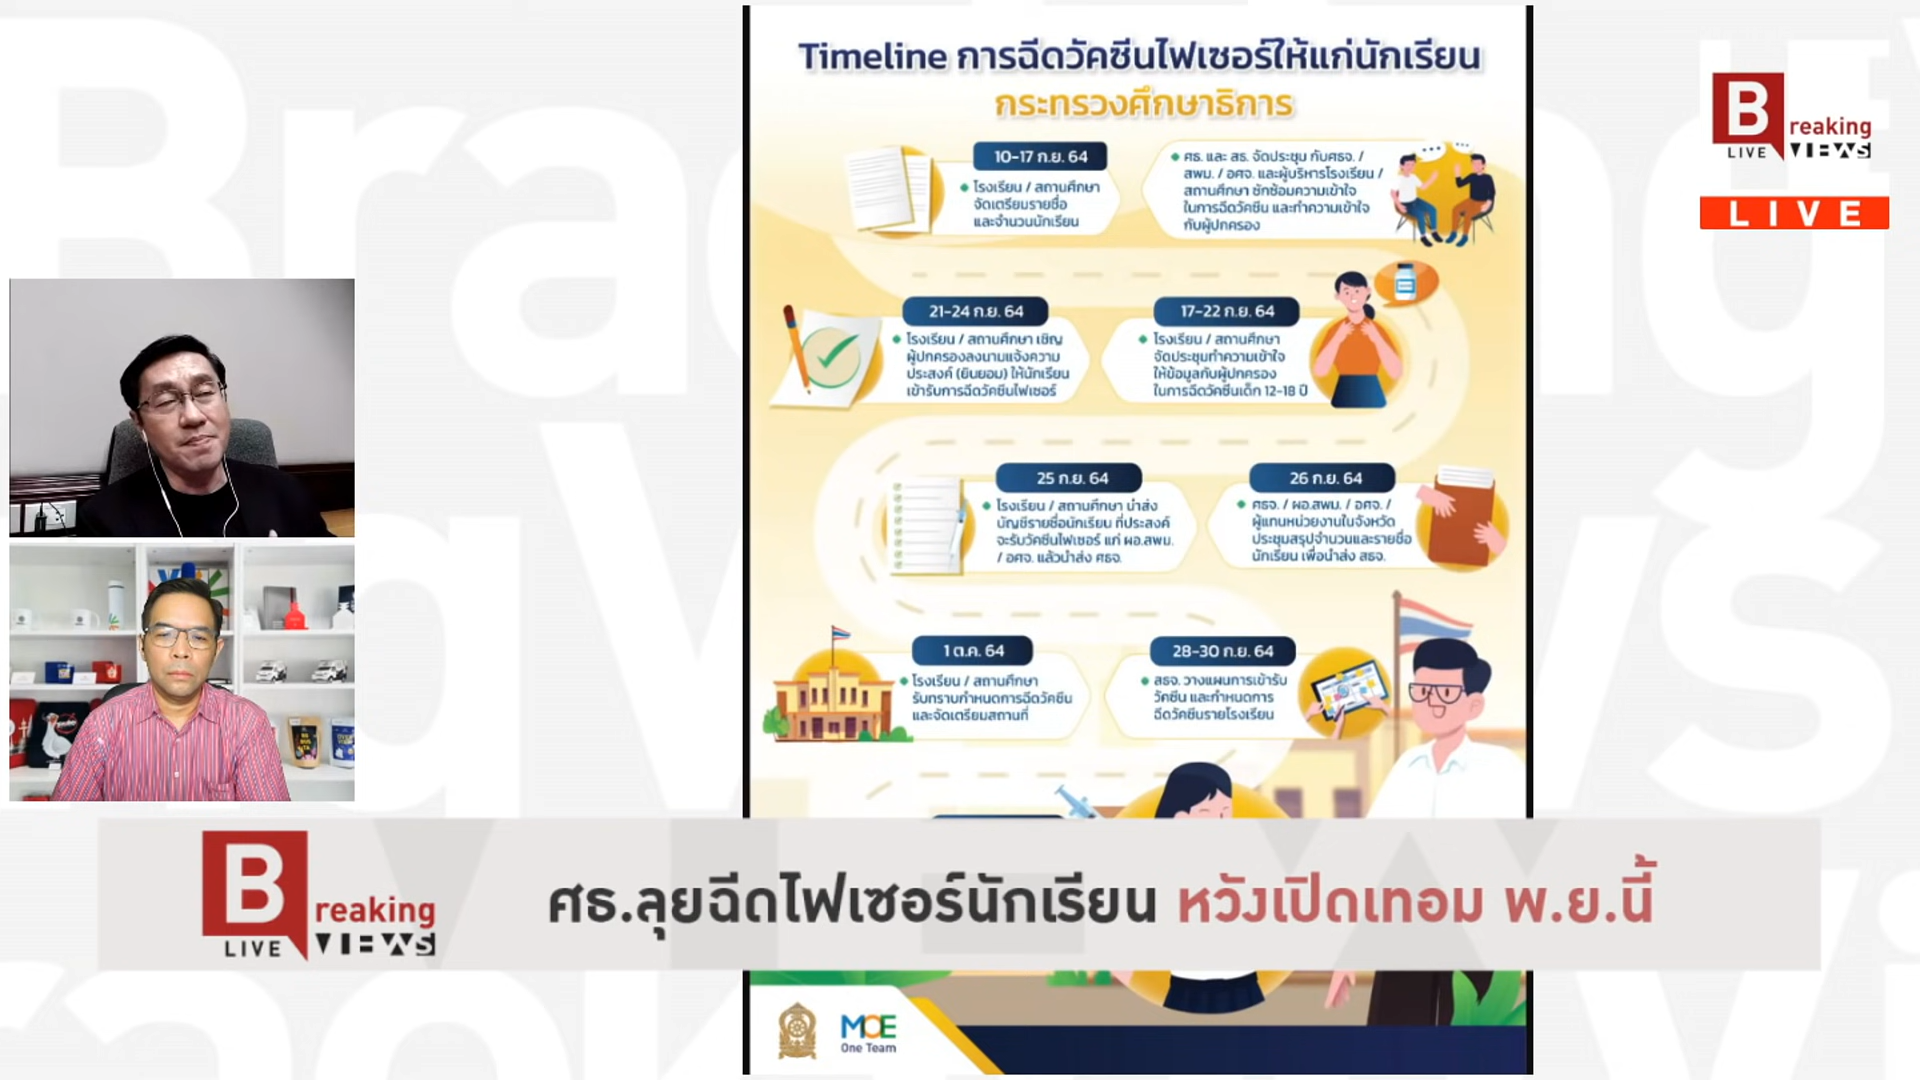 Timeline การฉีดวัคซีนไฟเซอร์ให้แก่นักเรียน
กระทรวงศึกษาธิการ
10-17 ก.ย. 64
โรงเรียน / สถานศึกษา
จัดเตรียมรายชื่อ
และจำนวนนักเรียน
ศธ. และ สธ. จัดประชุม กับศธจ. /
สพม. / อศจ. และผู้บริหารโรงเรียน /
สถานศึกษา ซักซ้อมความเข้าใจ
ในการฉีดวัคซีน และทำความเข้าใจ
กับผู้ปกครอง
21-24 ก.ย. 64
โรงเรียน / สถานศึกษา เชิญ
ผู้ปกครองลงนามแจ้งความ
ประสงค์ (ยินยอม) ให้นักเรียน
เข้ารับการฉีดวัคซีนไฟเซอร์
17-22 ก.ย. 64
โรงเรียน / สถานศึกษา
จัดประชุมทำความเข้าใจ
ให้ข้อมูลกับผู้ปกครอง
ในการฉีดวัคซีนเด็ก 12-18 ปี
25 ก.ย. 64
โรงเรียน / สถานศึกษา นำส่ง
บัญชีรายชื่อนักเรียน ที่ประสงค์
จะรับวัคซีนไฟเซอร์ แก่ ผอ.สพม.
/ อศจ. แล้วนำส่ง ศธจ.
26 ก.ย. 64
ศธจ. / ผอ.สพม. / อศจ. /
ผู้แทนหน่วยงานในจังหวัด
ประชุมสรุปจำนวนและรายชื่อ
นักเรียน เพื่อนำส่ง สธจ.
1 ต.ค. 64
โรงเรียน / สถานศึกษา
รับทราบกำหนดการฉีดวัคซีน
และจัดเตรียมสถานที่
28-30 ก.ย. 64
สธจ. วางแผนการเข้ารับ
วัคซีน และกำหนดการ
ฉีดวัคซีนรายโรงเรียน
Breaking
LIVE VIEWS
LIVE
Breaking
LIVE VIEWS
ศธ.ลุยฉีดไฟเซอร์นักเรียน หวังเปิดเทอม พ.ย.นี้
MOE
One Team